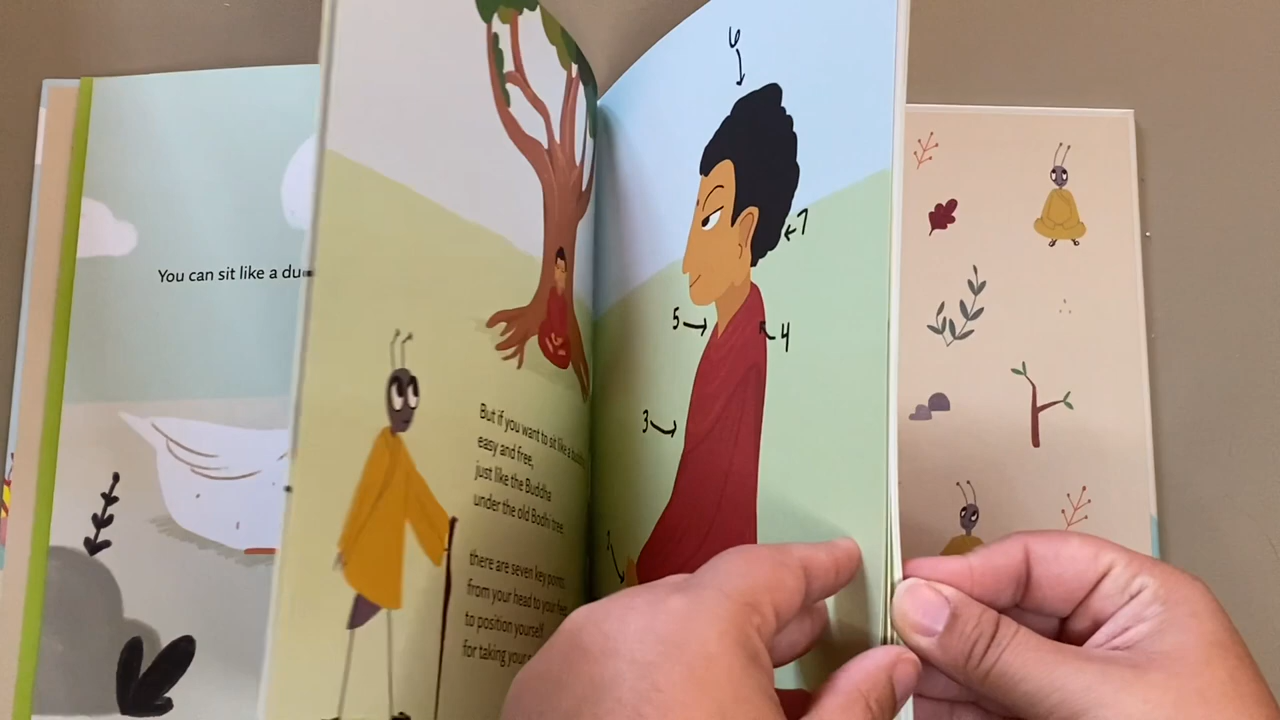 You can sit like a
But if you want to sit like a
easy and free,
just like the Buddha
under the old Bodhi tree
there are seven key points,
from your head to your
to position yourself
for taking your
6
7
5
4
3